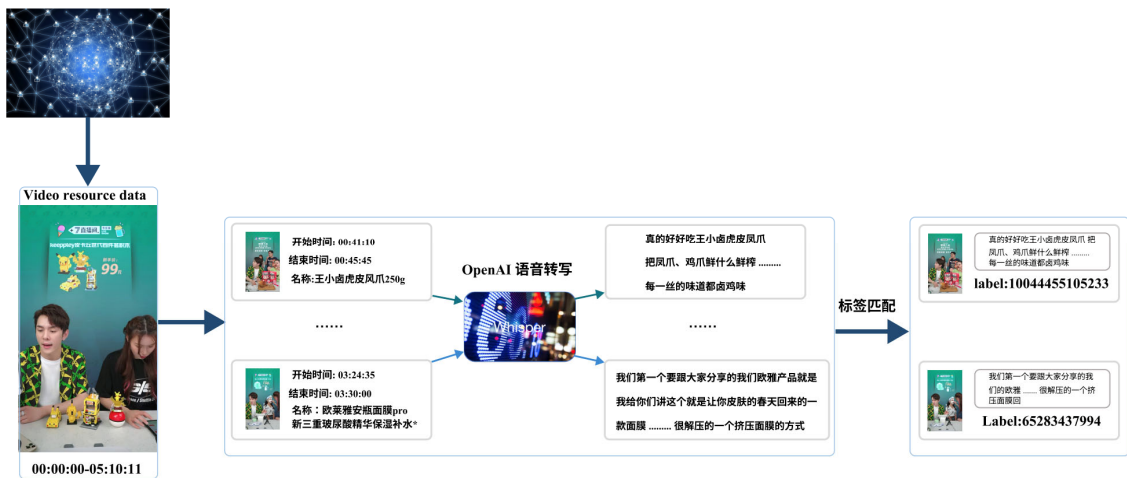 Video resource data
7直播间
99
00:00:00-05:10:11
开始时间: 00:41:10
结束时间: 00:45:45
名称:王小卤虎皮凤爪250g
……
开始时间: 03:24:35
结束时间: 03:30:00
名称：欧莱雅安瓶面膜pro
新三重玻尿酸精华保湿补水*
OpenAI 语音转写
Whisper
真的好好吃王小卤虎皮凤爪
把凤爪、鸡爪鲜什么鲜榨 .........
每一丝的味道都卤鸡味
……
我们第一个要跟大家分享的我们欧雅产品就是
我给你们讲这个就是让你皮肤的春天回来的一
款面膜 ......... 很解压的一个挤压面膜的方式
标签匹配
真的好好吃王小卤虎皮凤爪 把
凤爪、鸡爪鲜什么鲜榨 .........
每一丝的味道都卤鸡味
label:10044455105233
我们第一个要跟大家分享的我
们的欧雅 ....... 很解压的一个挤
压面膜回
Label:65283437994